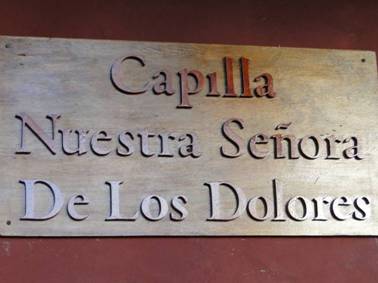 Capilla
Nuestra Señora
De Los Dolores